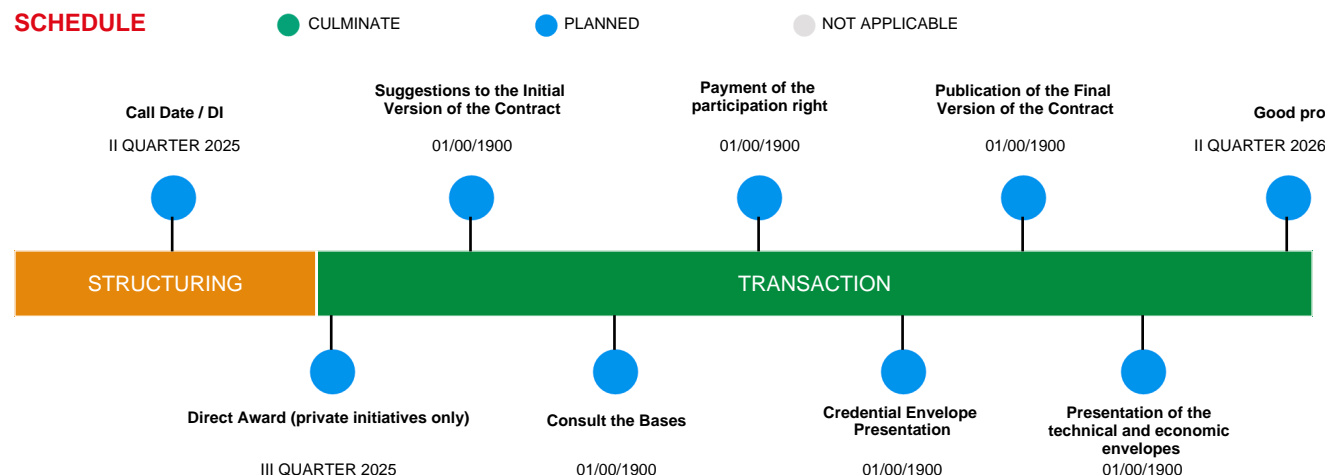 SCHEDULE
CULMINATE
PLANNED
NOT APPLICABLE
Call Date / DI
II QUARTER 2025
Suggestions to the Initial
Version of the Contract
01/00/1900
Payment of the
participation right
01/00/1900
Publication of the Final
Version of the Contract
01/00/1900
Good pro
II QUARTER 2026
STRUCTURING
TRANSACTION
Direct Award (private initiatives only)
III QUARTER 2025
Consult the Bases
01/00/1900
Credential Envelope
Presentation
01/00/1900
Presentation of the
technical and economic
envelopes
01/00/1900